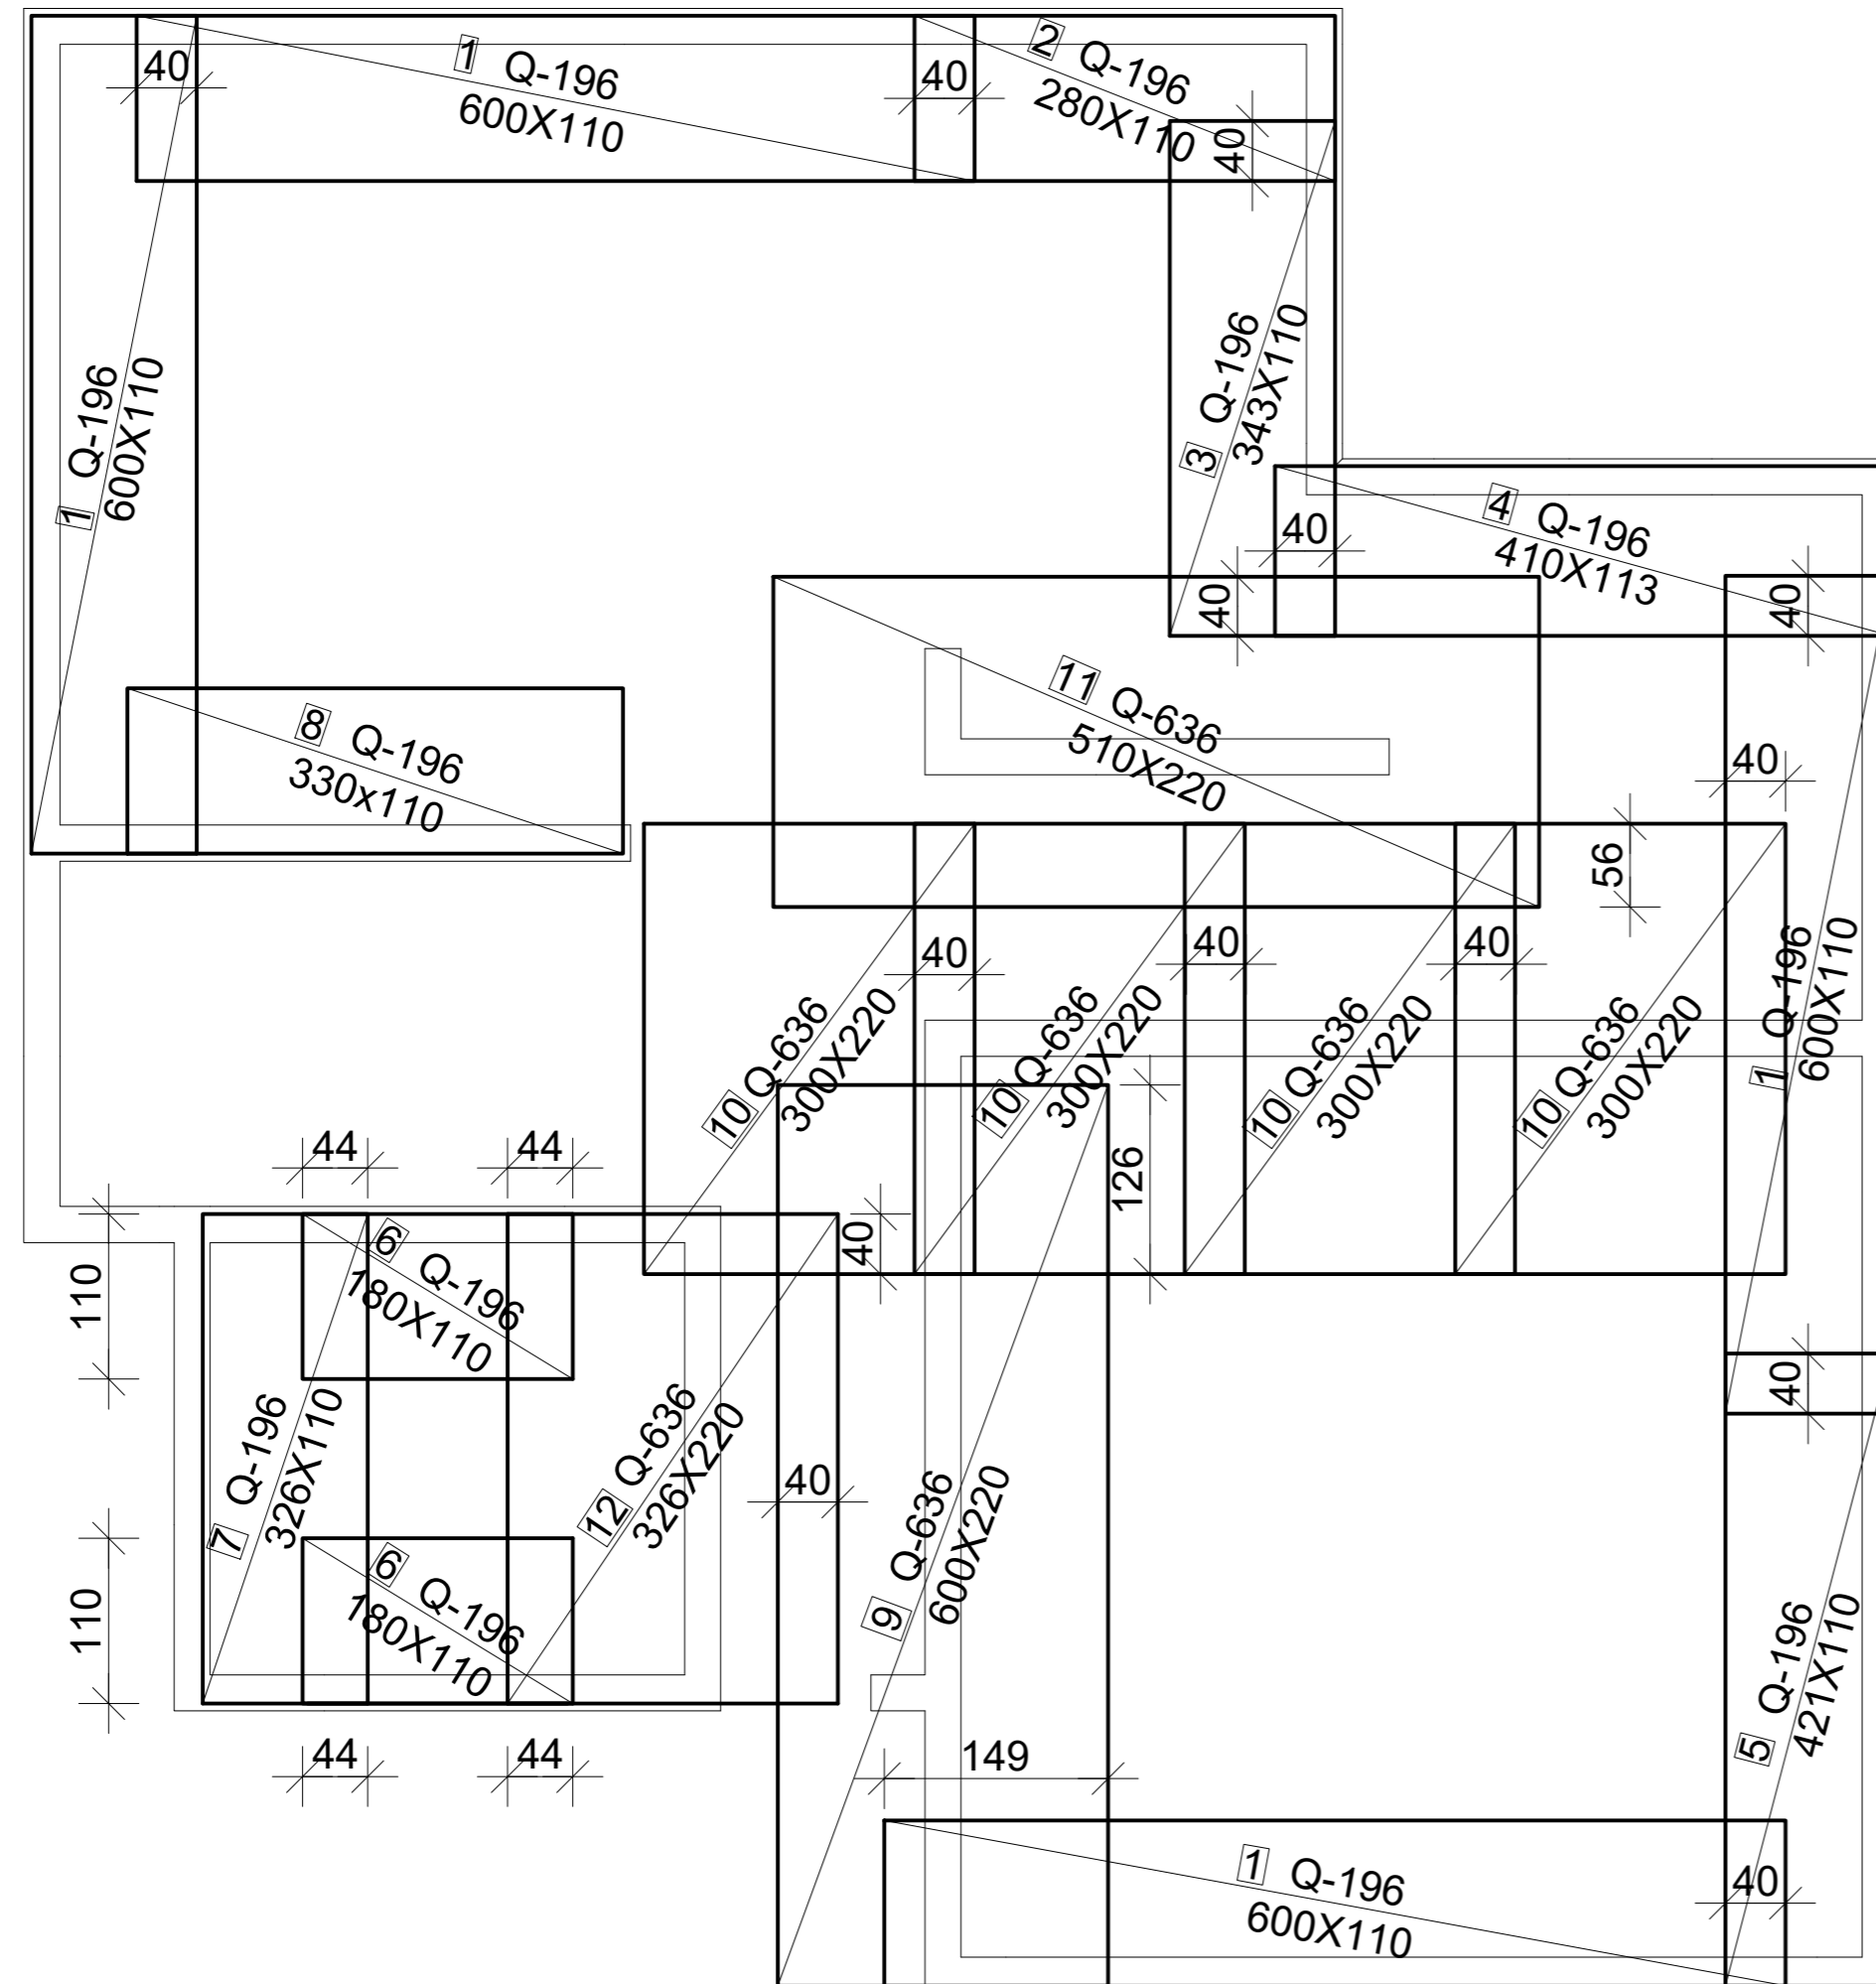 40
1 Q-196
600X110
40
2 Q-196
280X110
40
1 Q-196
600X110
3 Q-196
343X110
40
4 Q-196
410X113
40
40
8 Q-196
330x110
11 Q-636
510X220
40
56
40
40
40
10 Q-636
300X220
10 Q-636
300X220
10 Q-636
300X220
10 Q-636
300X220
1 Q-196
600X110
44
44
126
40
110
6 Q-196
180X110
40
7 Q-196
326X110
12 Q-636
326X220
40
9 Q-636
600X220
110
6 Q-196
180X110
5 Q-196
421X110
44
44
149
1 Q-196
600X110
40